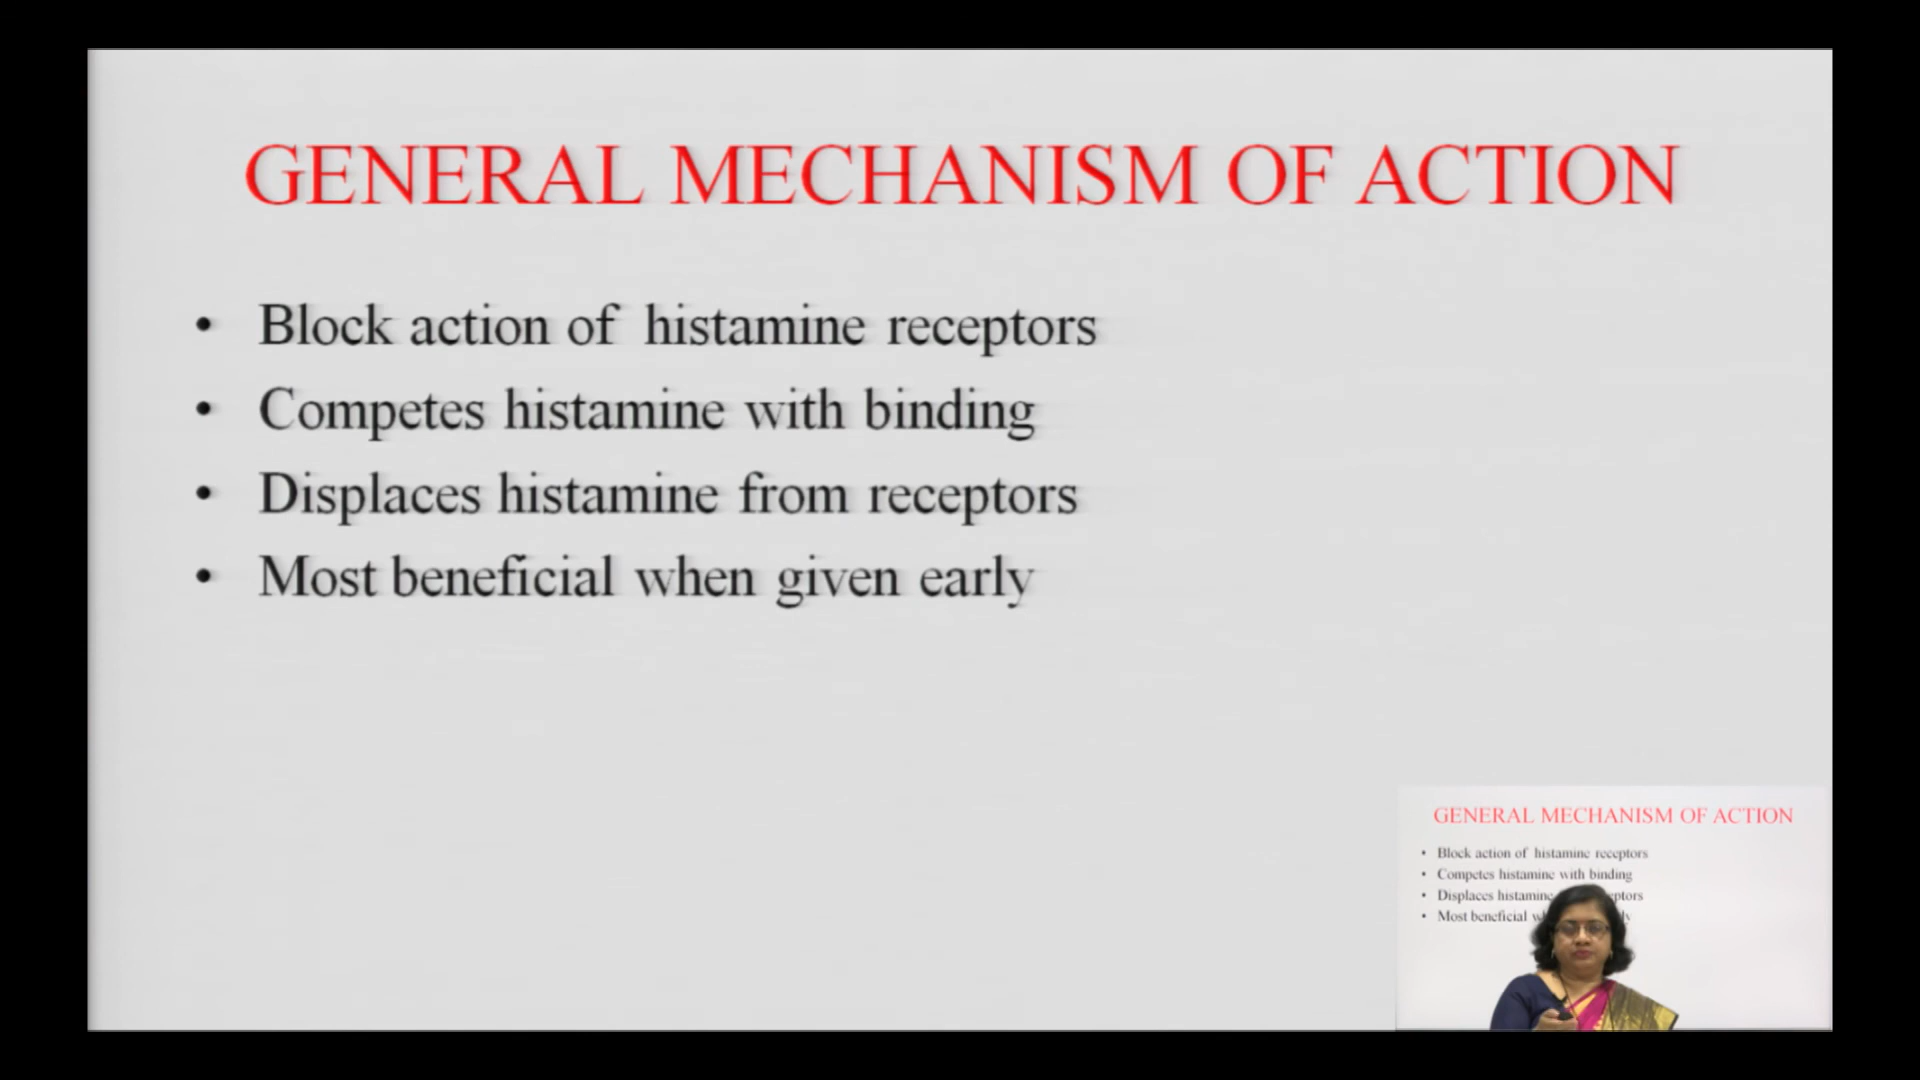 GENERAL MECHANISM OF ACTION
• Block action of histamine receptors
• Competes histamine with binding
• Displaces histamine from receptors
• Most beneficial when given early
GENERAL MECHANISM OF ACTION
• Block action of histamine receptors
• Competes histamine with binding
• Displaces histamine
• Most beneficial